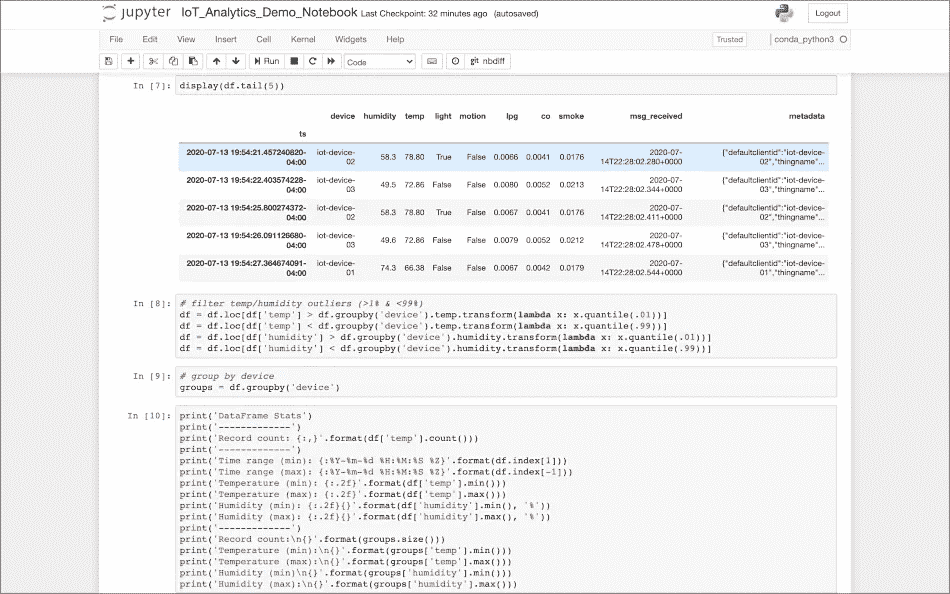 jupyter IoT_Analytics_Demo_Notebook Last Checkpoint: 32 minutes ago (autosaved) Logout
File Edit View Insert Cell Kernel Widgets Help Trusted conda_python3
Run Code git nbdiff
In [7]: display(df.tail(5))
device humidity temp light motion lpg co smoke msg_received metadata
ts
2020-07-13 19:54:21.457240820-04:00 iot-device-02 58.3 78.80 True False 0.0066 0.0041 0.0176 2020-07-14T22:28:02.280+0000 {"defaultclientid":"iot-device-02","thingname"...
2020-07-13 19:54:22.403574228-04:00 iot-device-03 49.5 72.86 False False 0.0080 0.0052 0.0213 2020-07-14T22:28:02.344+0000 {"defaultclientid":"iot-device-03","thingname"...
2020-07-13 19:54:25.800274372-04:00 iot-device-02 58.3 78.80 True False 0.0067 0.0041 0.0176 2020-07-14T22:28:02.411+0000 {"defaultclientid":"iot-device-02","thingname"...
2020-07-13 19:54:26.091126680-04:00 iot-device-03 49.6 72.86 False False 0.0079 0.0052 0.0212 2020-07-14T22:28:02.478+0000 {"defaultclientid":"iot-device-03","thingname"...
2020-07-13 19:54:27.364674091-04:00 iot-device-01 74.3 66.38 False False 0.0067 0.0042 0.0179 2020-07-14T22:28:02.544+0000 {"defaultclientid":"iot-device-01","thingname"...
In [8]: # filter temp/humidity outliers (>1% & <99%)
df = df.loc[df['temp'] > df.groupby('device').temp.transform(lambda x: x.quantile(.01))]
df = df.loc[df['temp'] < df.groupby('device').temp.transform(lambda x: x.quantile(.99))]
df = df.loc[df['humidity'] > df.groupby('device').humidity.transform(lambda x: x.quantile(.01))]
df = df.loc[df['humidity'] < df.groupby('device').humidity.transform(lambda x: x.quantile(.99))]
In [9]: # group by device
groups = df.groupby('device')
In [10]: print('DataFrame Stats')
print('-------------')
print('Record count: {:,}'.format(df['temp'].count()))
print('-------------')
print('Time range (min): {:%Y-%m-%d %H:%M:%S %Z}'.format(df.index[1]))
print('Time range (max): {:%Y-%m-%d %H:%M:%S %Z}'.format(df.index[-1]))
print('Temperature (min): {:.2f}'.format(df['temp'].min()))
print('Temperature (max): {:.2f}'.format(df['temp'].max()))
print('Humidity (min): {:.2f}{}'.format(df['humidity'].min(), '%'))
print('Humidity (max): {:.2f}{}'.format(df['humidity'].max(), '%'))
print('-------------')
print('Record count:\n{}'.format(groups.size()))
print('Temperature (min):\n{}'.format(groups['temp'].min()))
print('Temperature (max):\n{}'.format(groups['temp'].max()))
print('Humidity (min)\n{}'.format(groups['humidity'].min()))
print('Humidity (max):\n{}'.format(groups['humidity'].max()))